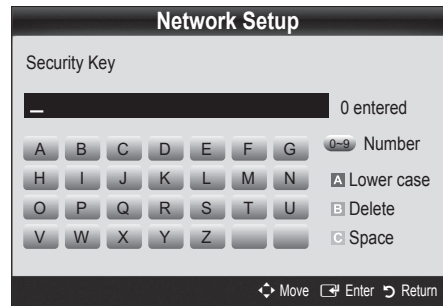 Network Setup
Security Key
_ 0 entered
A B C D E F G 0~9 Number
H I J K L M N A Lower case
O P Q R S T U B Delete
V W X Y Z C Space
Move Enter Return